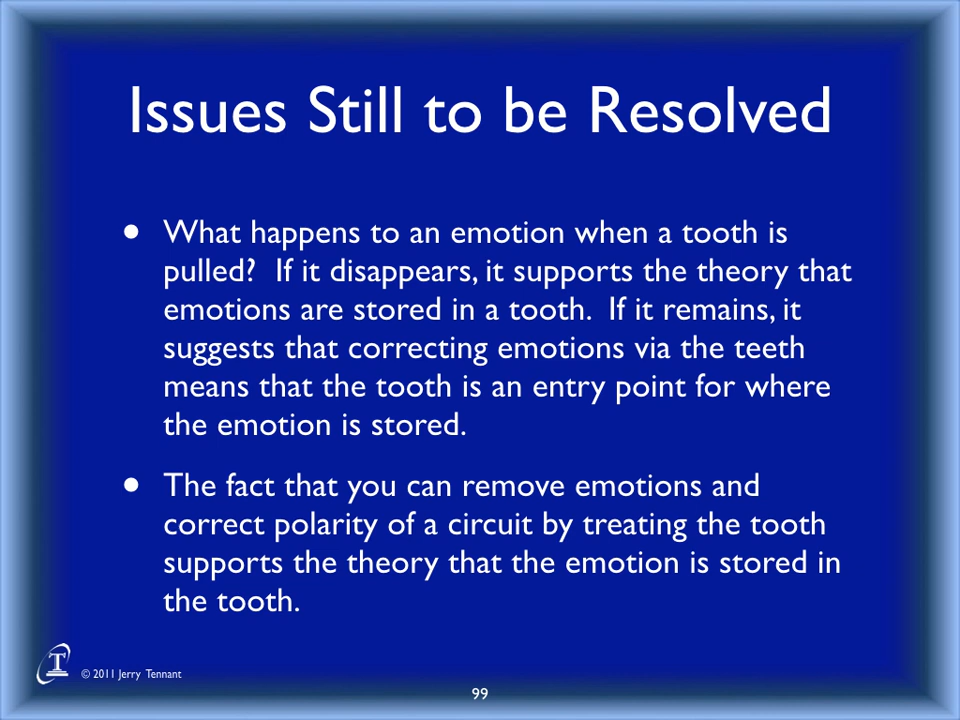 Issues Still to be Resolved
• What happens to an emotion when a tooth is
pulled?  If it disappears, it supports the theory that
emotions are stored in a tooth.  If it remains, it
suggests that correcting emotions via the teeth
means that the tooth is an entry point for where
the emotion is stored.
• The fact that you can remove emotions and
correct polarity of a circuit by treating the tooth
supports the theory that the emotion is stored in
the tooth.
T © 2011 Jerry Tennant
99